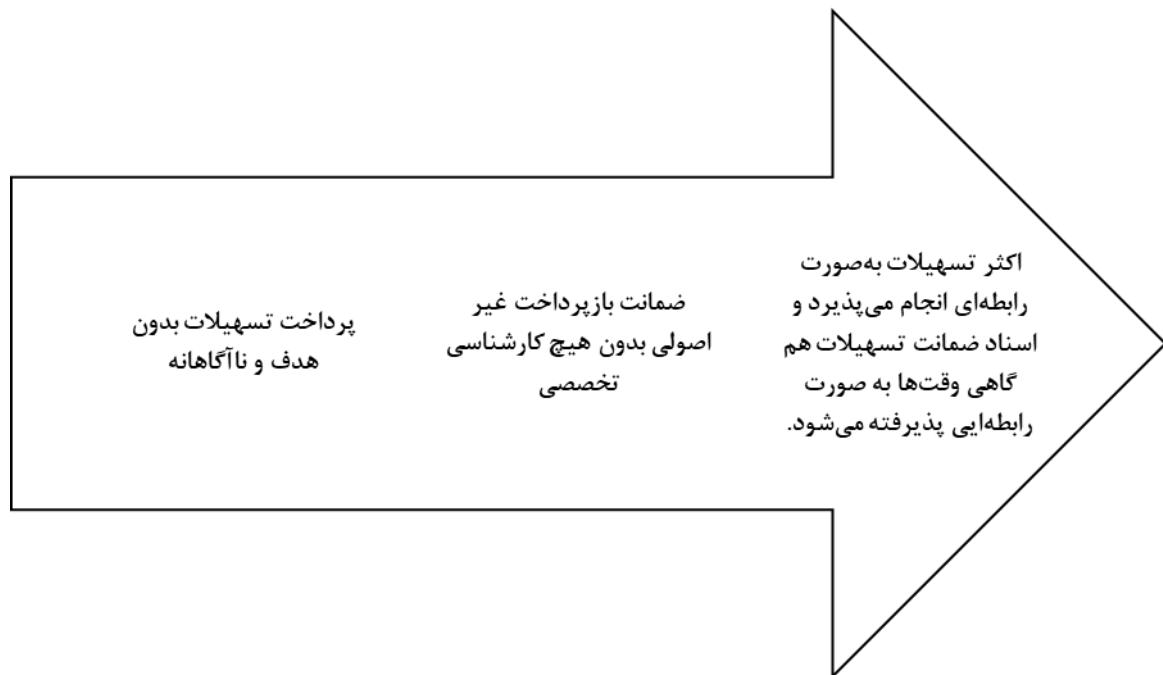 اکثر تسهیلات به‌صورت
رابطه‌ای انجام می‌پذیرد و
اسناد ضمانت تسهیلات هم
گاهی وقت‌ها به صورت
رابطه‌ایی پذیرفته می‌شود.
ضمانت بازپرداخت غیر
اصولی بدون هیچ کارشناسی
تخصصی
پرداخت تسهیلات بدون
هدف و ناآگاهانه